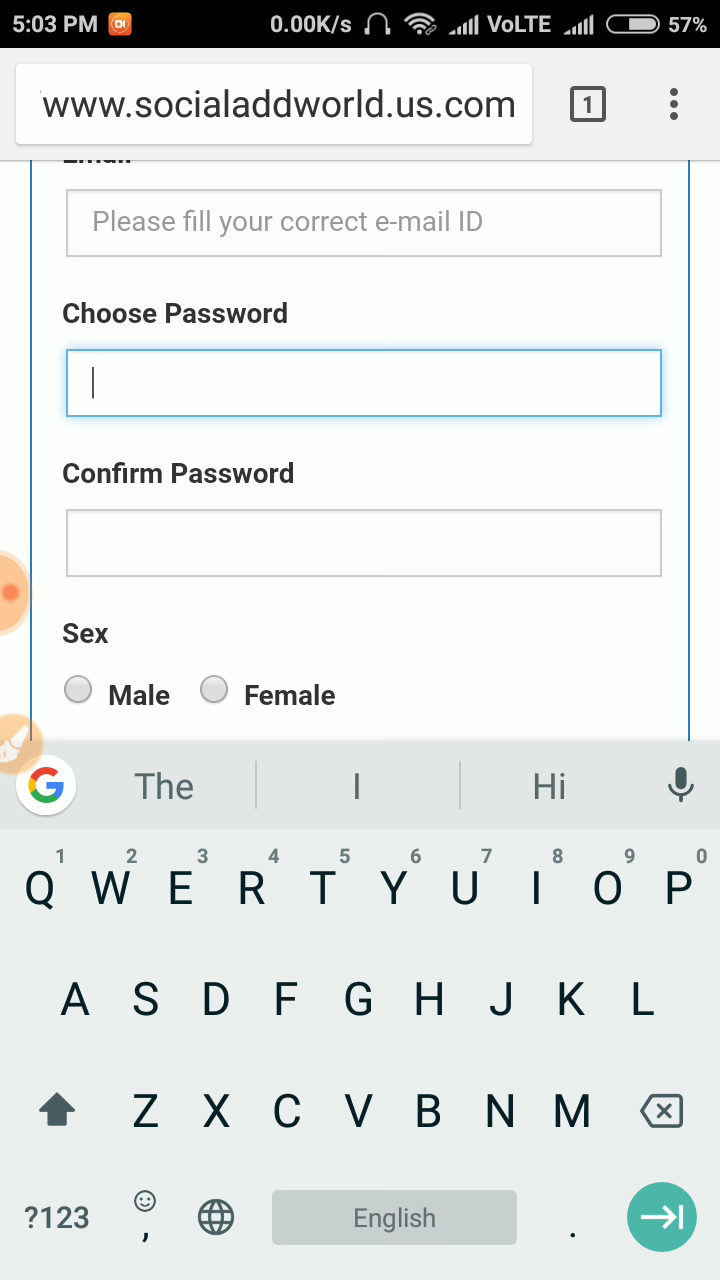 5:03 PM 0.00K/s VoLTE 57%
www.socialaddworld.us.com 1
Email
Please fill your correct e-mail ID
Choose Password
Confirm Password
Sex
Male Female
The I Hi
1 2 3 4 5 6 7 8 9 0
Q W E R T Y U I O P
A S D F G H J K L
Z X C V B N M
?123 , English .